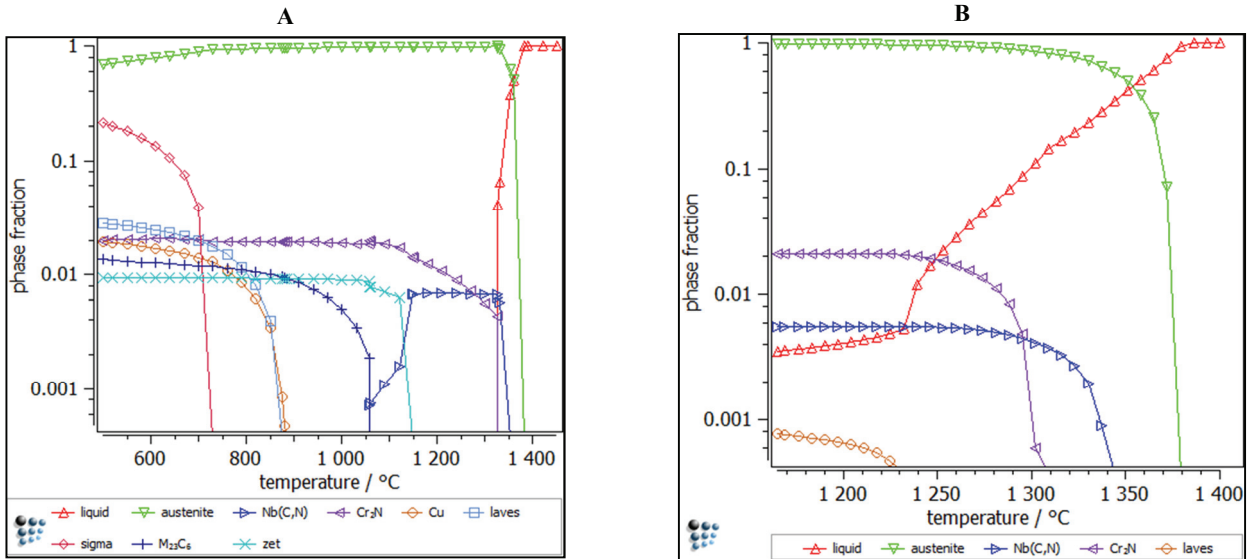 A
1
0.1
0.01
0.001
phase fraction
600
800
1 000
1 200
1 400
temperature / °C
liquid
austenite
Nb(C,N)
Cr₂N
Cu
laves
sigma
M₂₃C₆
zet
B
1
0.1
0.01
0.001
phase fraction
1 200
1 250
1 300
1 350
1 400
temperature / °C
liquid
austenite
Nb(C,N)
Cr₂N
laves